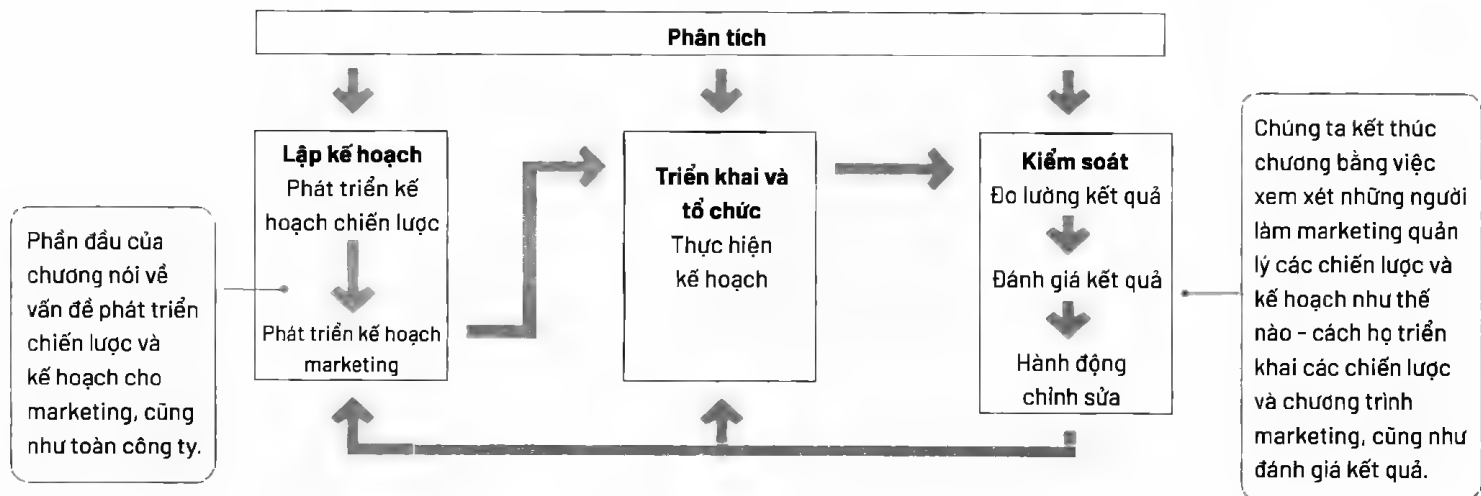 Phân tích
Lập kế hoạch
Phát triển kế
hoạch chiến lược
Phát triển kế hoạch
marketing
Triển khai và
tổ chức
Thực hiện
kế hoạch
Kiểm soát
Đo lường kết quả
Đánh giá kết quả
Hành động
chỉnh sửa
Phần đầu của
chương nói về
vấn đề phát triển
chiến lược và
kế hoạch cho
marketing, cũng
như toàn công ty.
Chúng ta kết thúc
chương bằng việc
xem xét những người
làm marketing quản
lý các chiến lược và
kế hoạch như thế
nào - cách họ triển
khai các chiến lược
và chương trình
marketing, cũng như
đánh giá kết quả.